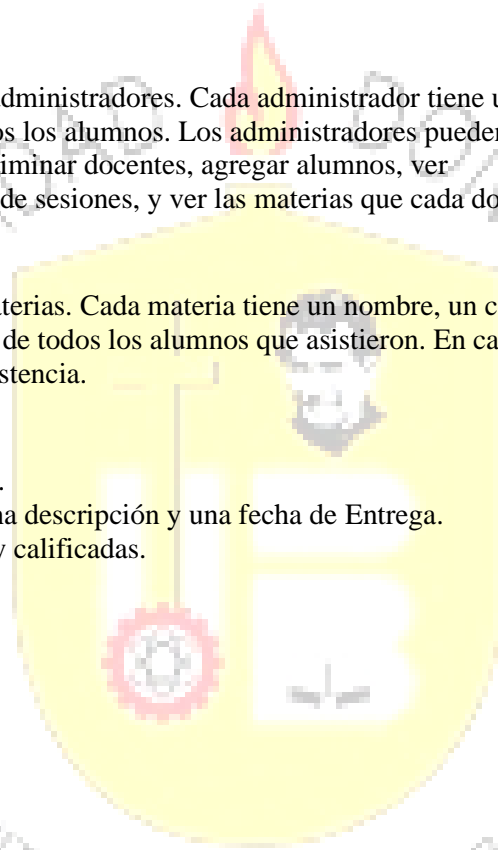 administradores. Cada administrador tiene u
os los alumnos. Los administradores pueden
iminar docentes, agregar alumnos, ver
de sesiones, y ver las materias que cada do
aterias. Cada materia tiene un nombre, un c
de todos los alumnos que asistieron. En ca
stencia.
.
na descripción y una fecha de Entrega.
y calificadas.